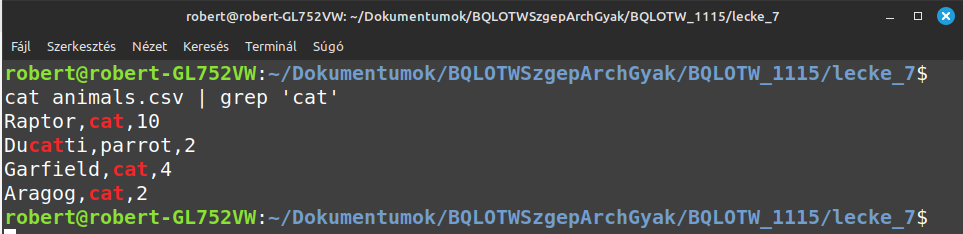 robert@robert-GL752VW: ~/Dokumentumok/BQLOTWSzgepArchGyak/BQLOTW_1115/lecke_7
Fájl Szerkesztés Nézet Keresés Terminál Súgó
robert@robert-GL752VW:~/Dokumentumok/BQLOTWSzgepArchGyak/BQLOTW_1115/lecke_7$
cat animals.csv | grep 'cat'
Raptor,cat,10
Ducatti,parrot,2
Garfield,cat,4
Aragog,cat,2
robert@robert-GL752VW:~/Dokumentumok/BQLOTWSzgepArchGyak/BQLOTW_1115/lecke_7$